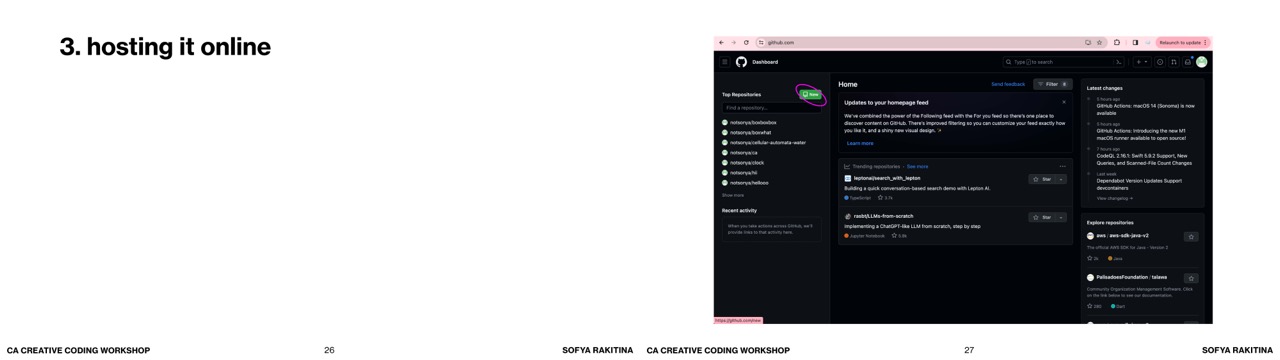 3. hosting it online
CA CREATIVE CODING WORKSHOP
26
SOFYA RAKITINA
github.com
Relaunch to update
Dashboard
Type / to search
Top Repositories
New
Find a repository...
notsonya/boxboxbox
notsonya/boxwhat
notsonya/cellular-automata-water
notsonya/ca
notsonya/clock
notsonya/hii
notsonya/hellooo
Show more
Recent activity
When you take actions across GitHub, we'll
provide links to that activity here.
https://github.com/new
Home
Send feedback
Filter
Updates to your homepage feed
We've combined the power of the Following feed with the For you feed so there's one place to
discover content on GitHub. There's improved filtering so you can customize your feed exactly how
you like it, and a shiny new visual design. ✨
Learn more
Trending repositories · See more
leptonai/search_with_lepton
Star
Building a quick conversation-based search demo with Lepton AI.
TypeScript
rasbt/LLMs-from-scratch
Star
Implementing a ChatGPT-like LLM from scratch, step by step
Jupyter Notebook
Latest changes
5 hours ago
GitHub Actions: macOS 14 (Sonoma) is now
available
GitHub Actions: Introducing the new M1
macOS runner available to open source!
7 hours ago
CodeQL 2.16.1: Swift 5.9.2 Support, New
Queries, and Scanned-File Count Changes
Last week
Dependabot Version Updates Support
devcontainers
View changelog →
Explore repositories
aws / aws-sdk-java-v2
The official AWS SDK for Java - Version 2
Java
PalisadoesFoundation / talawa
Community Organization Management Software. Click
on the link below to see our documentation.
Dart
CA CREATIVE CODING WORKSHOP
27
SOFYA RAKITINA